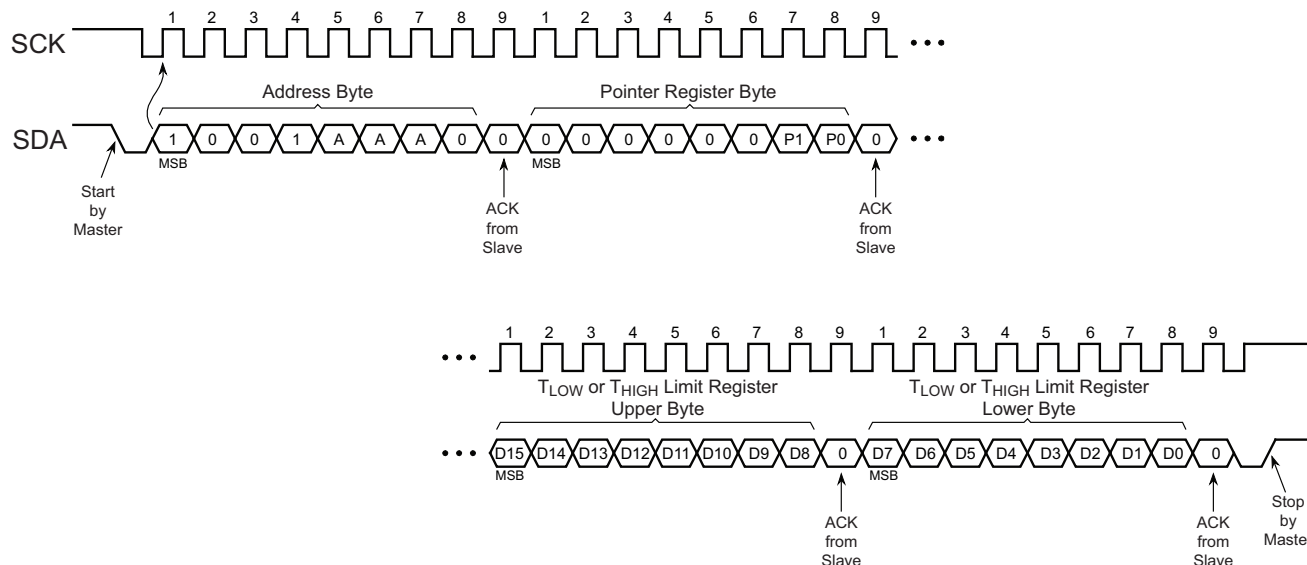 1 2 3 4 5 6 7 8 9 1 2 3 4 5 6 7 8 9
SCK
Address Byte Pointer Register Byte
SDA 1 0 0 1 A A A 0 0 0 0 0 0 0 0 P1 P0 0
MSB MSB
Start
by
Master
ACK
from
Slave
ACK
from
Slave
1 2 3 4 5 6 7 8 9 1 2 3 4 5 6 7 8 9
TLOW or THIGH Limit Register TLOW or THIGH Limit Register
Upper Byte Lower Byte
D15 D14 D13 D12 D11 D10 D9 D8 0 D7 D6 D5 D4 D3 D2 D1 D0 0
MSB MSB
ACK
from
Slave
ACK
from
Slave
Stop
by
Master